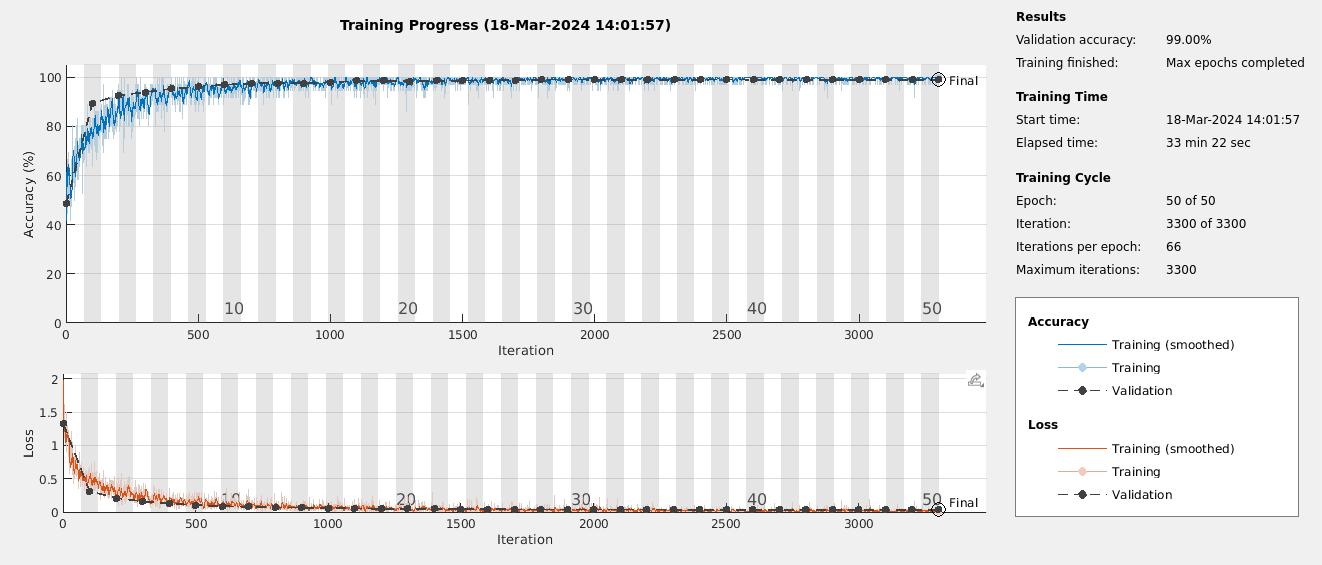 Training Progress (18-Mar-2024 14:01:57)
100
80
60
40
20
0
Accuracy (%)
10
20
30
40
50
Final
0
500
1000
1500
2000
2500
3000
Iteration
2
1.5
1
0.5
0
Loss
10
20
30
40
50
Final
0
500
1000
1500
2000
2500
3000
Iteration
Results
Validation accuracy: 99.00%
Training finished: Max epochs completed
Training Time
Start time: 18-Mar-2024 14:01:57
Elapsed time: 33 min 22 sec
Training Cycle
Epoch: 50 of 50
Iteration: 3300 of 3300
Iterations per epoch: 66
Maximum iterations: 3300
Accuracy
Training (smoothed)
Training
Validation
Loss
Training (smoothed)
Training
Validation